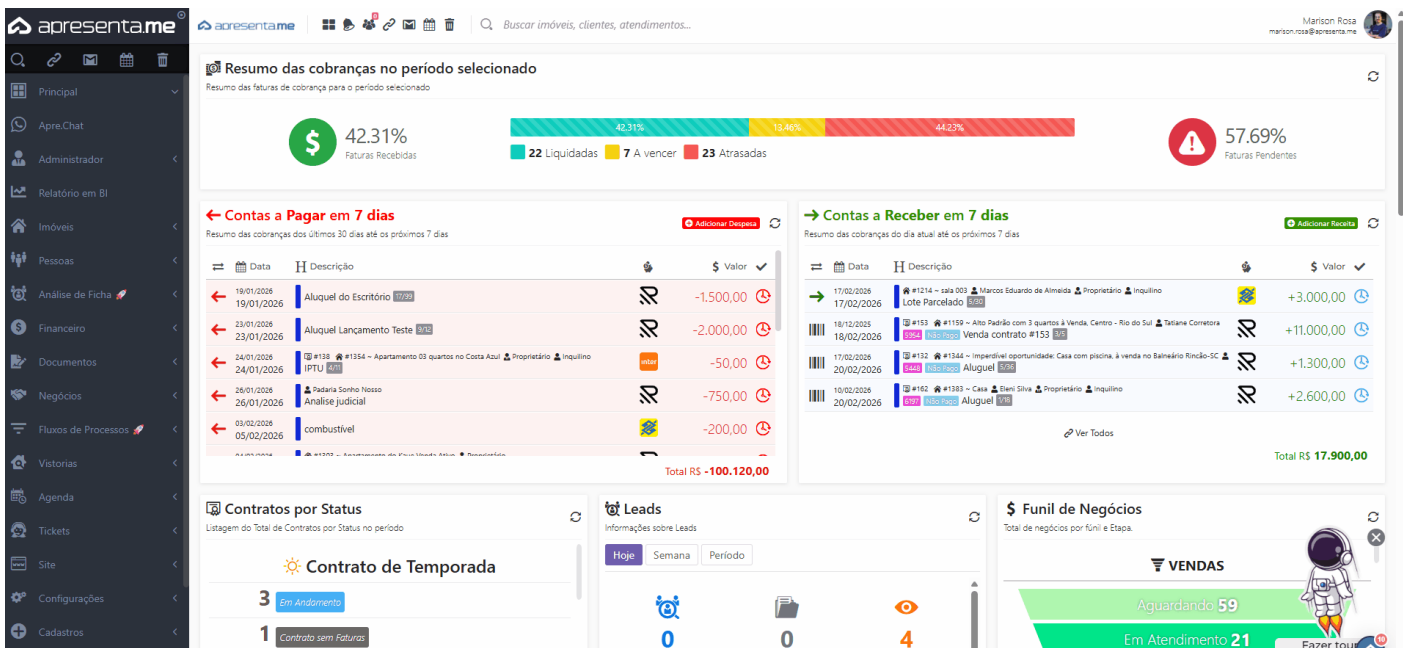 apresenta.me
apresenta.me
Buscar imóveis, clientes, atendimentos...
Marison Rosa
marison.rosa@apresenta.me
Principal
Apre.Chat
Administrador
Relatório em BI
Imóveis
Pessoas
Análise de Ficha 🚀
Financeiro
Documentos
Negócios
Fluxos de Processos 🚀
Vistorias
Agenda
Tickets
Site
Configurações
Cadastros
Resumo das cobranças no período selecionado
Resumo das faturas de cobrança para o período selecionado
42.31%
Faturas Recebidas
42.31% 13.46% 44.23%
22 Liquidadas 7 A vencer 23 Atrasadas
57.69%
Faturas Pendentes
Contas a Pagar em 7 dias
Adicionar Despesa
Resumo das cobranças dos últimos 30 dias até os próximos 7 dias
Data Descrição $ Valor
19/01/2026
19/01/2026 Aluquel do Escritório 17/99 -1.500,00
23/01/2026
23/01/2026 Aluquel Lançamento Teste 9/12 -2.000,00
24/01/2026 #138 #1354 ~ Apartamento 03 quartos no Costa Azul Proprietário Inquilino
24/01/2026 IPTU 4/11 inter -50,00
26/01/2026 Padaria Sonho Nosso
26/01/2026 Analise judicial -750,00
03/02/2026
05/02/2026 combustível -200,00
Total R$ -100.120,00
Contas a Receber em 7 dias
Adicionar Receita
Resumo das cobranças do dia atual até os próximos 7 dias
Data Descrição $ Valor
17/02/2026 #1214 ~ sala 003 Marcos Eduardo de Almeida Proprietário Inquilino
17/02/2026 Lote Parcelado 5/30 +3.000,00
18/12/2025 #153 #1159 ~ Alto Padrão com 3 quartos à Venda, Centro - Rio do Sul Tatiane Corretora
18/02/2026 5954 Não Pago Venda contrato #153 3/5 +11.000,00
17/02/2026 #132 #1344 ~ Imperdível oportunidade: Casa com piscina, à venda no Balneário Rincão-SC
20/02/2026 5448 Não Pago Aluguel 5/36 +1.300,00
10/02/2026 #162 #1383 ~ Casa Eleni Silva Proprietário Inquilino
20/02/2026 6197 Não Pago Aluguel 1/18 +2.600,00
Ver Todos
Total R$ 17.900,00
Contratos por Status
Listagem do Total de Contratos por Status no período
Contrato de Temporada
3 Em Andamento
1 Contrato sem Faturas
Leads
Informações sobre Leads
Hoje Semana Período
0 0 4
$ Funil de Negócios
Total de negócios por fúnil e Etapa.
VENDAS
Aguardando 59
Em Atendimento 21
Fazer tour
10